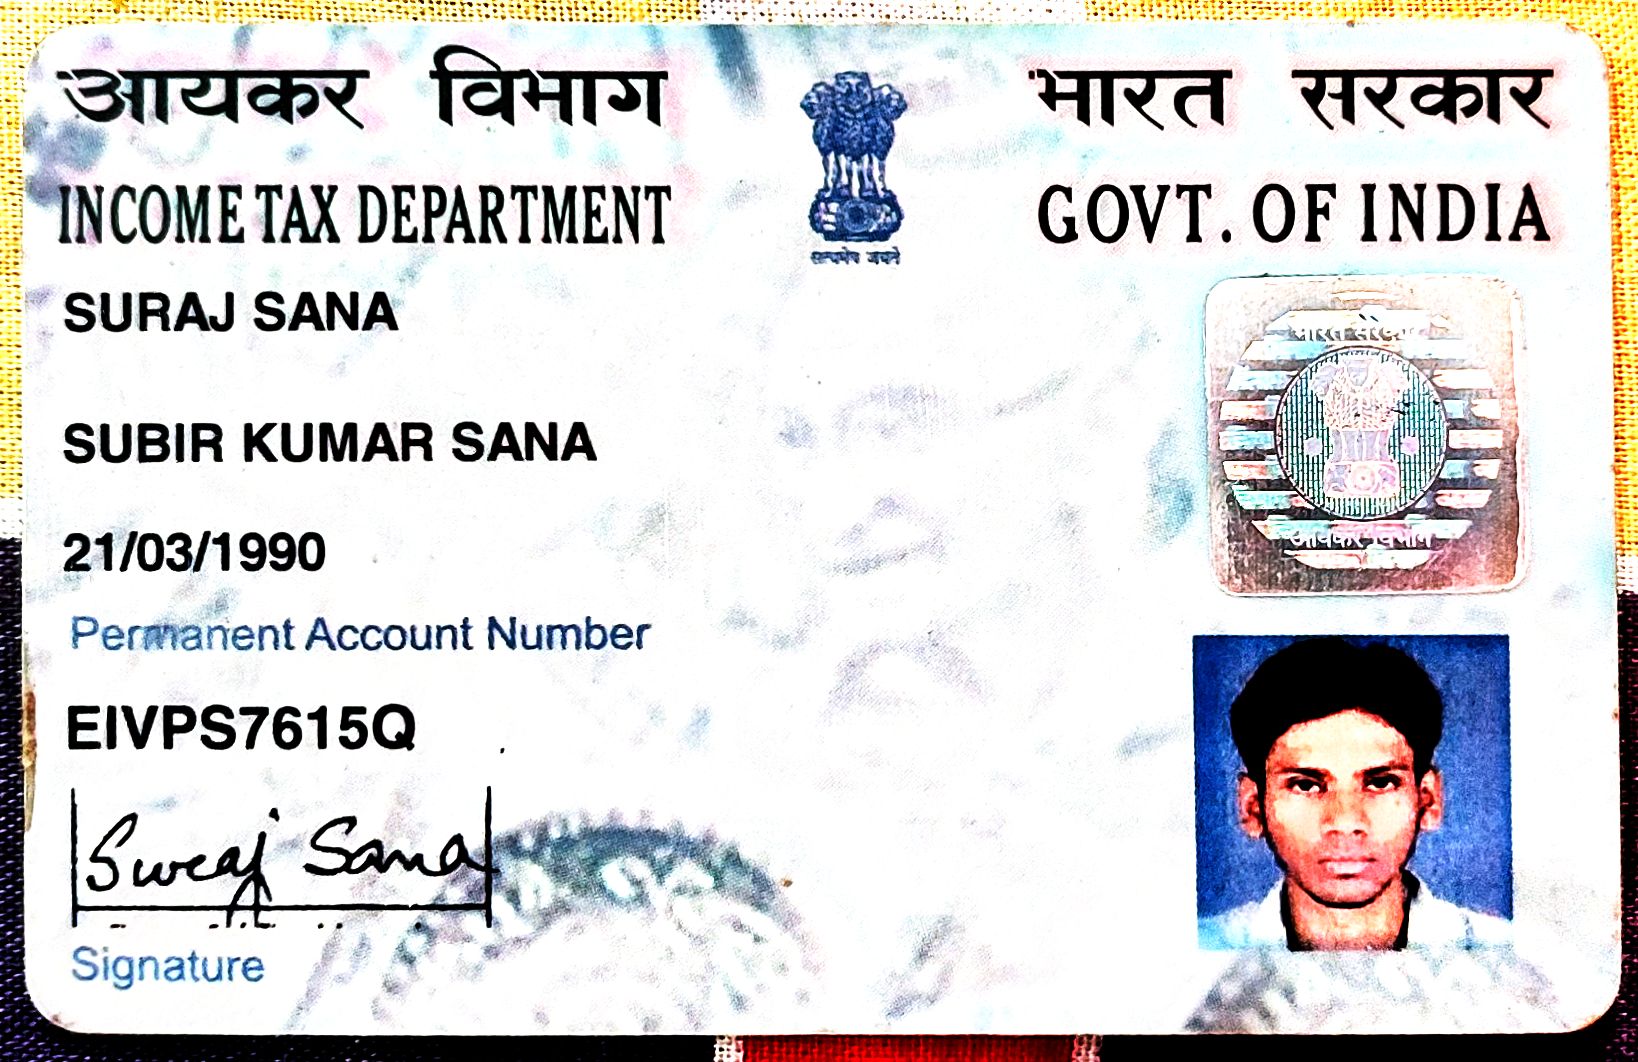 आयकर विभाग
INCOME TAX DEPARTMENT
सत्यमेव जयते
भारत सरकार
GOVT. OF INDIA
SURAJ SANA
SUBIR KUMAR SANA
21/03/1990
Permanent Account Number
EIVPS7615Q
Suraj Sana
Signature
भारत सरकार
आयकर विभाग